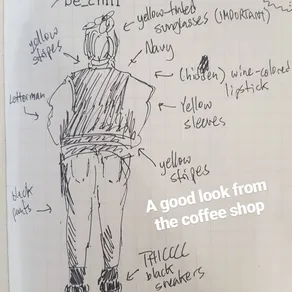 be_chill
yellow-tinted
sunglasses (IMPORTANT)
yellow
stripes
Navy
(hidden) wine-colored
lipstick
Letterman
Yellow
sleeves
yellow
stripes
A good look from
the coffee shop
black
pants
THICCCC
black
sneakers